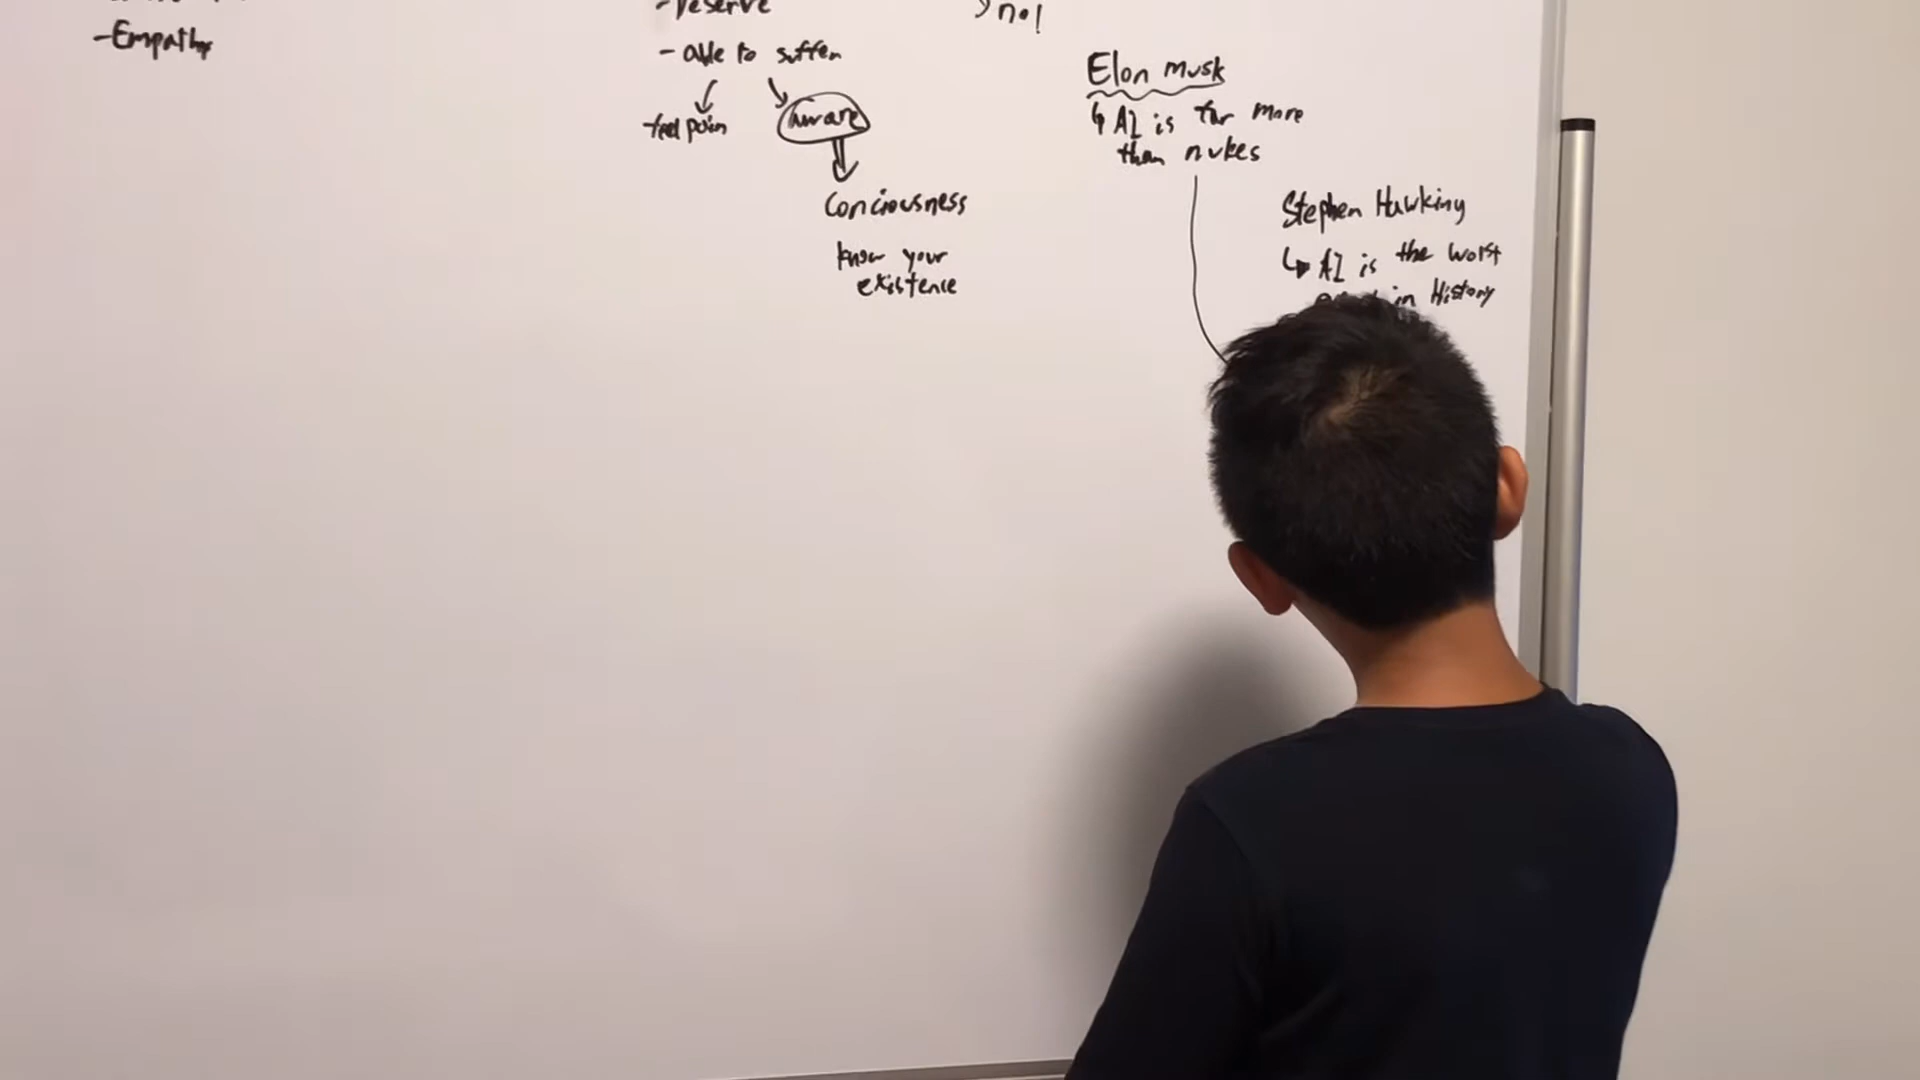 -Empathy
-Deserve
- able to suffer
feel pain
aware
Conciousness
know your
existence
no!
Elon musk
AI is far more
than nukes
Stephen Hawking
AI is the worst
in History